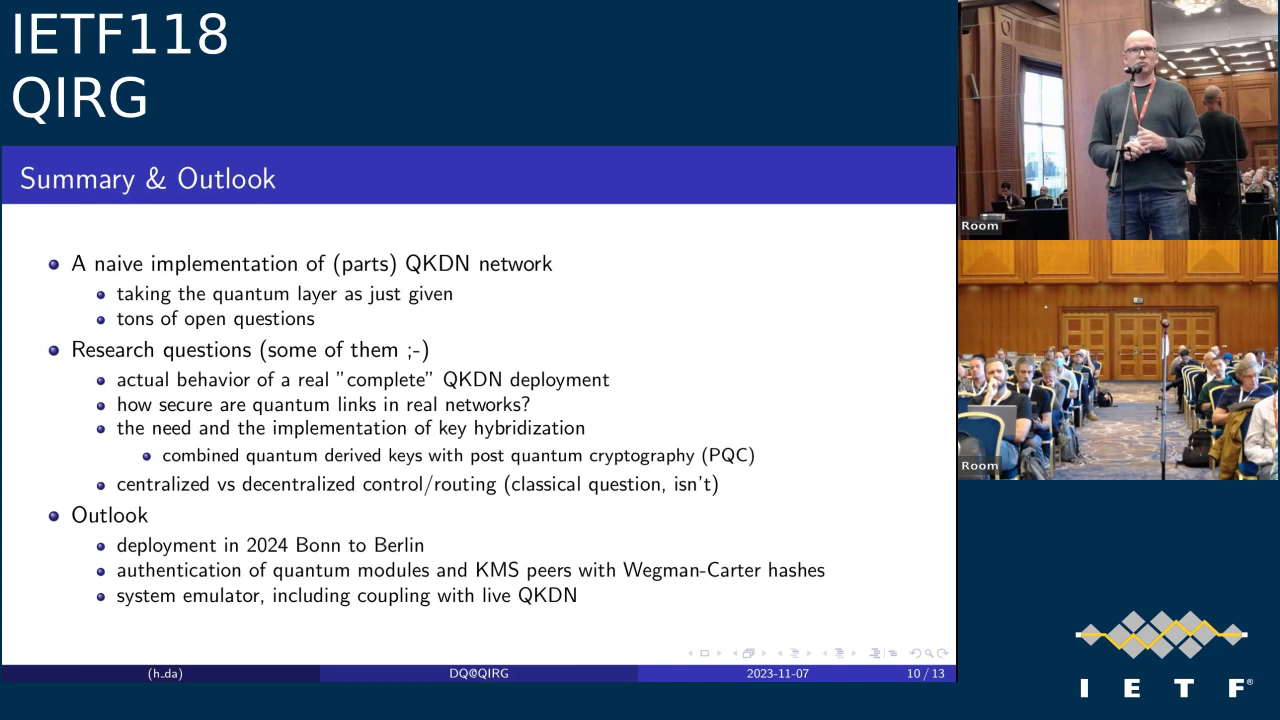 IETF118
QIRG
Summary & Outlook
A naive implementation of (parts) QKDN network
taking the quantum layer as just given
tons of open questions
Research questions (some of them ;-)
actual behavior of a real "complete" QKDN deployment
how secure are quantum links in real networks?
the need and the implementation of key hybridization
combined quantum derived keys with post quantum cryptography (PQC)
centralized vs decentralized control/routing (classical question, isn't)
Outlook
deployment in 2024 Bonn to Berlin
authentication of quantum modules and KMS peers with Wegman-Carter hashes
system emulator, including coupling with live QKDN
(h_da) DQ@QIRG 2023-11-07 10 / 13
Room
Room
I E T F®